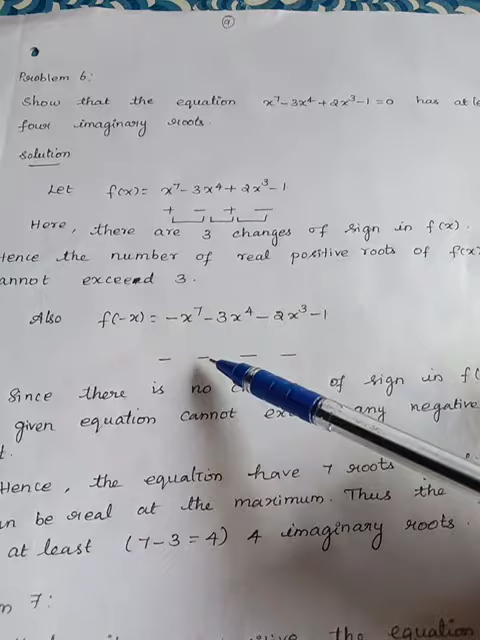 9
Problem 6:
Show that the equation x⁷-3x⁴+2x³-1=0 has at le
four imaginary roots.
Solution
Let f(x) = x⁷-3x⁴+2x³-1
+ - + -
Here, there are 3 changes of sign in f(x).
Hence the number of real positive roots of f(x
annot exceed 3.
Also f(-x) = -x⁷-3x⁴-2x³-1
- - - -
Since there is no of sign in f(
given equation cannot any negative
t.
Hence, the equaltion have 7 roots
n be real at the maximum. Thus the
at least (7-3=4) 4 imaginary roots.
m 7:
the equation